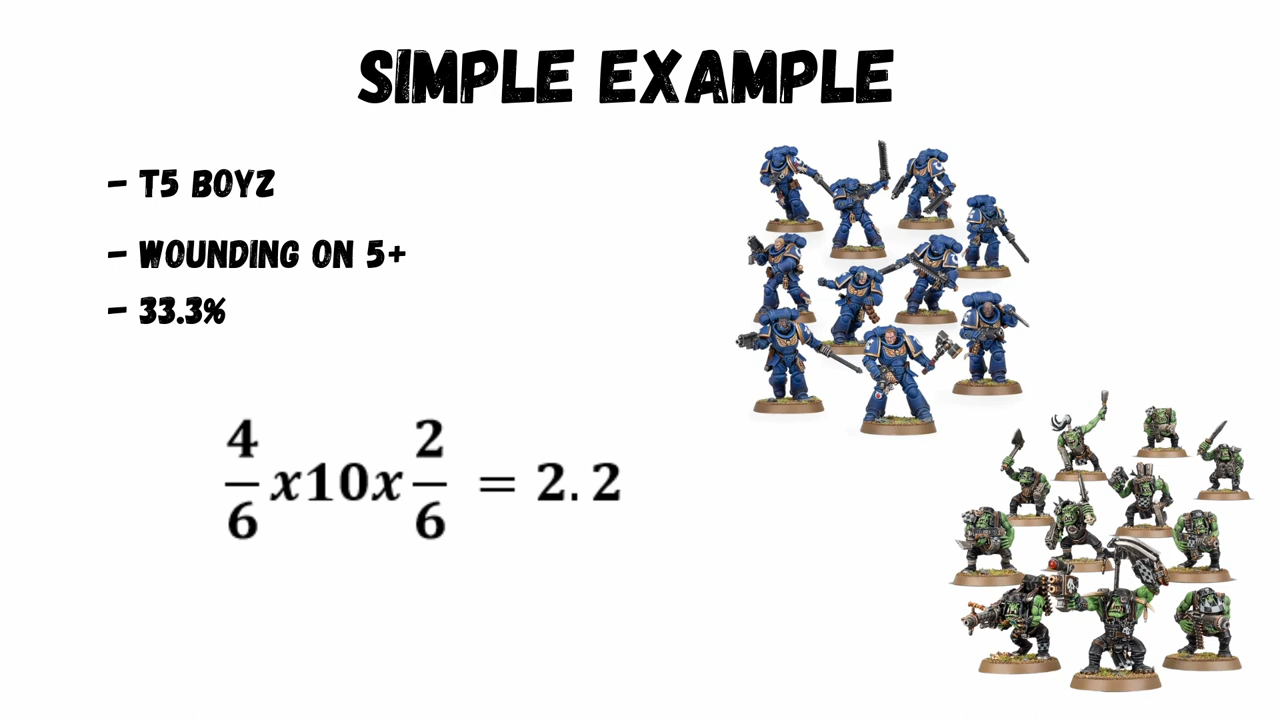 SIMPLE EXAMPLE
- T5 BOYZ
- WOUNDING ON 5+
- 33.3%
4/6 x10x 2/6 = 2.2